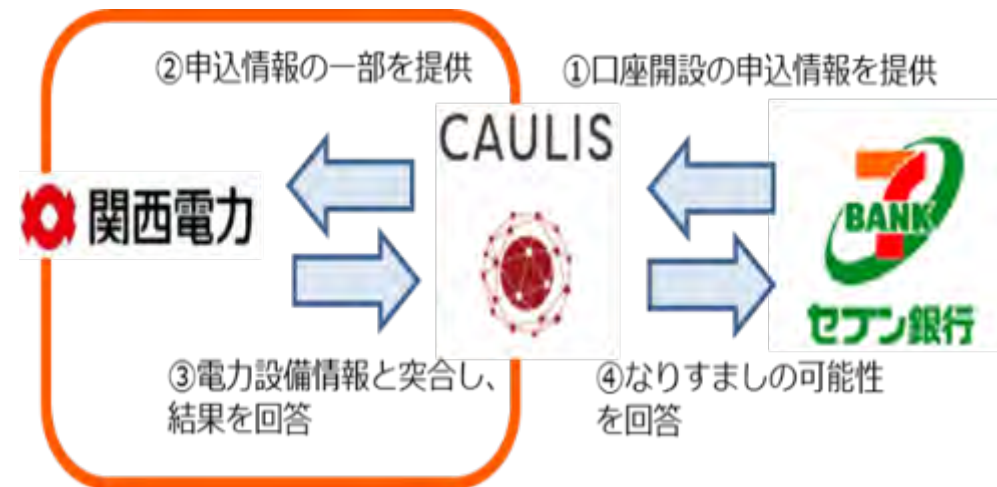 ②申込情報の一部を提供
①口座開設の申込情報を提供
CAULIS
関西電力
7
BANK
セブン銀行
③電力設備情報と突合し、
結果を回答
④なりすましの可能性
を回答